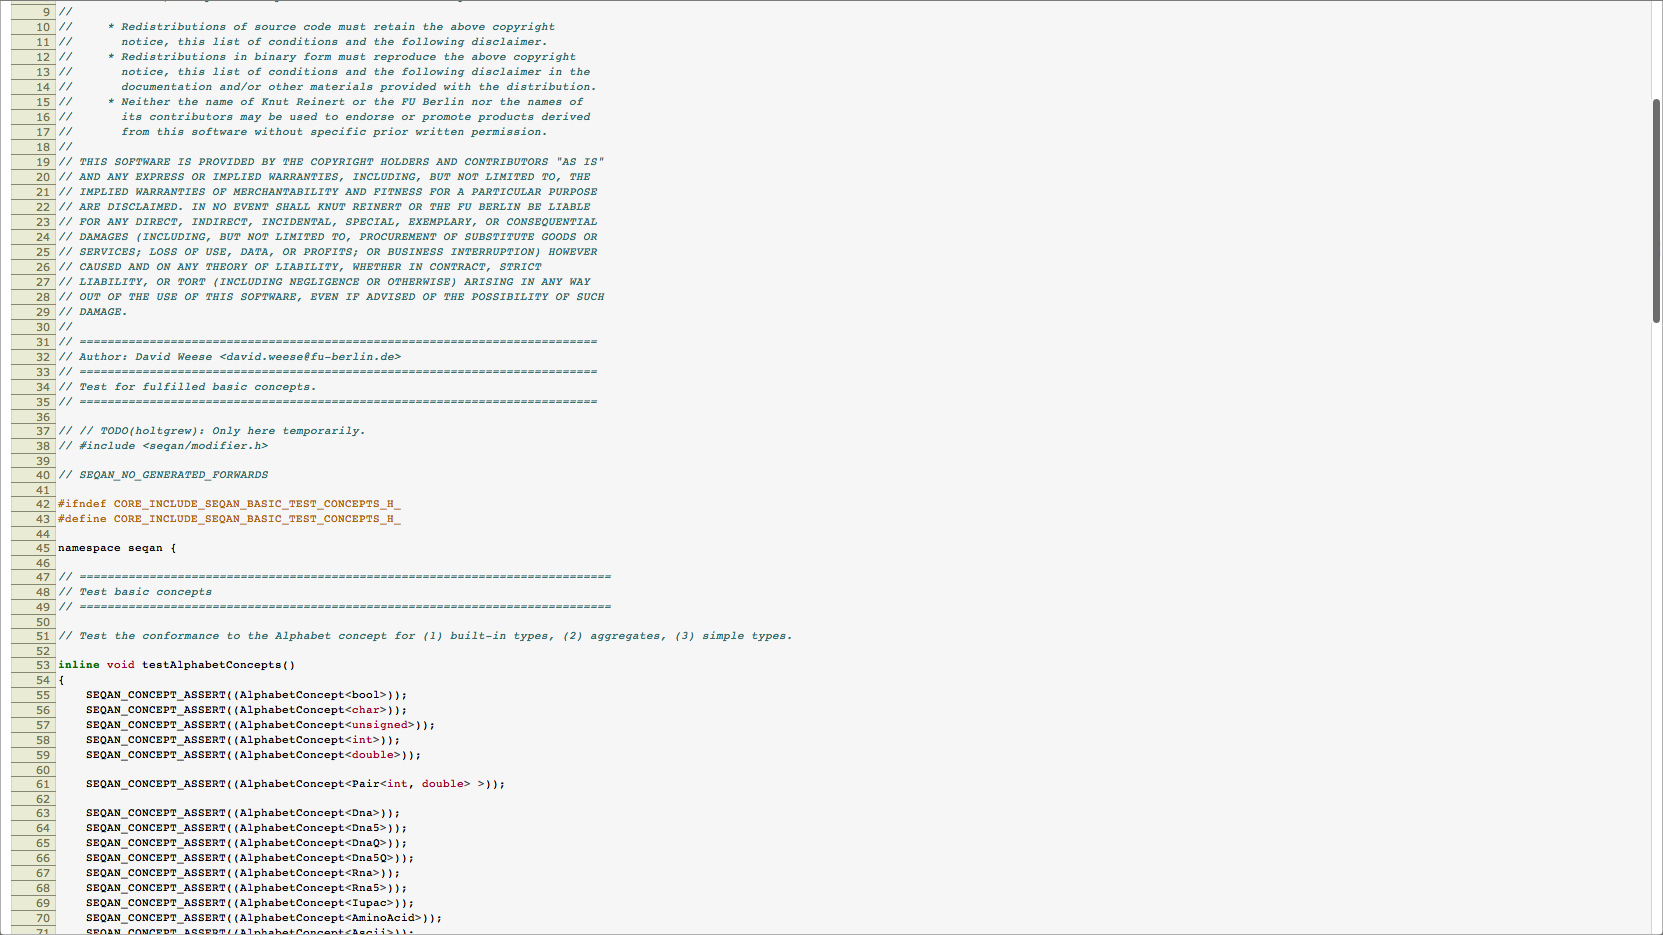 9 //
10 //     * Redistributions of source code must retain the above copyright
11 //       notice, this list of conditions and the following disclaimer.
12 //     * Redistributions in binary form must reproduce the above copyright
13 //       notice, this list of conditions and the following disclaimer in the
14 //       documentation and/or other materials provided with the distribution.
15 //     * Neither the name of Knut Reinert or the FU Berlin nor the names of
16 //       its contributors may be used to endorse or promote products derived
17 //       from this software without specific prior written permission.
18 //
19 // THIS SOFTWARE IS PROVIDED BY THE COPYRIGHT HOLDERS AND CONTRIBUTORS "AS IS"
20 // AND ANY EXPRESS OR IMPLIED WARRANTIES, INCLUDING, BUT NOT LIMITED TO, THE
21 // IMPLIED WARRANTIES OF MERCHANTABILITY AND FITNESS FOR A PARTICULAR PURPOSE
22 // ARE DISCLAIMED. IN NO EVENT SHALL KNUT REINERT OR THE FU BERLIN BE LIABLE
23 // FOR ANY DIRECT, INDIRECT, INCIDENTAL, SPECIAL, EXEMPLARY, OR CONSEQUENTIAL
24 // DAMAGES (INCLUDING, BUT NOT LIMITED TO, PROCUREMENT OF SUBSTITUTE GOODS OR
25 // SERVICES; LOSS OF USE, DATA, OR PROFITS; OR BUSINESS INTERRUPTION) HOWEVER
26 // CAUSED AND ON ANY THEORY OF LIABILITY, WHETHER IN CONTRACT, STRICT
27 // LIABILITY, OR TORT (INCLUDING NEGLIGENCE OR OTHERWISE) ARISING IN ANY WAY
28 // OUT OF THE USE OF THIS SOFTWARE, EVEN IF ADVISED OF THE POSSIBILITY OF SUCH
29 // DAMAGE.
30 //
31 // ==========================================================================
32 // Author: David Weese <david.weese@fu-berlin.de>
33 // ==========================================================================
34 // Test for fulfilled basic concepts.
35 // ==========================================================================
36
37 // // TODO(holtgrew): Only here temporarily.
38 // #include <seqan/modifier.h>
39
40 // SEQAN_NO_GENERATED_FORWARDS
41
42 #ifndef CORE_INCLUDE_SEQAN_BASIC_TEST_CONCEPTS_H_
43 #define CORE_INCLUDE_SEQAN_BASIC_TEST_CONCEPTS_H_
44
45 namespace seqan {
46
47 // ============================================================================
48 // Test basic concepts
49 // ============================================================================
50
51 // Test the conformance to the Alphabet concept for (1) built-in types, (2) aggregates, (3) simple types.
52
53 inline void testAlphabetConcepts()
54 {
55     SEQAN_CONCEPT_ASSERT((AlphabetConcept<bool>));
56     SEQAN_CONCEPT_ASSERT((AlphabetConcept<char>));
57     SEQAN_CONCEPT_ASSERT((AlphabetConcept<unsigned>));
58     SEQAN_CONCEPT_ASSERT((AlphabetConcept<int>));
59     SEQAN_CONCEPT_ASSERT((AlphabetConcept<double>));
60
61     SEQAN_CONCEPT_ASSERT((AlphabetConcept<Pair<int, double> >));
62
63     SEQAN_CONCEPT_ASSERT((AlphabetConcept<Dna>));
64     SEQAN_CONCEPT_ASSERT((AlphabetConcept<Dna5>));
65     SEQAN_CONCEPT_ASSERT((AlphabetConcept<DnaQ>));
66     SEQAN_CONCEPT_ASSERT((AlphabetConcept<Dna5Q>));
67     SEQAN_CONCEPT_ASSERT((AlphabetConcept<Rna>));
68     SEQAN_CONCEPT_ASSERT((AlphabetConcept<Rna5>));
69     SEQAN_CONCEPT_ASSERT((AlphabetConcept<Iupac>));
70     SEQAN_CONCEPT_ASSERT((AlphabetConcept<AminoAcid>));
71     SEQAN_CONCEPT_ASSERT((AlphabetConcept<Ascii>));